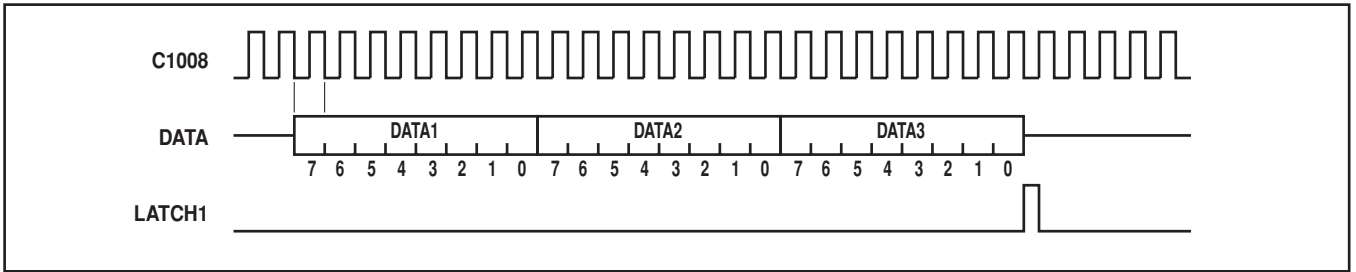 C1008
DATA DATA1 DATA2 DATA3
7 6 5 4 3 2 1 0 7 6 5 4 3 2 1 0 7 6 5 4 3 2 1 0
LATCH1